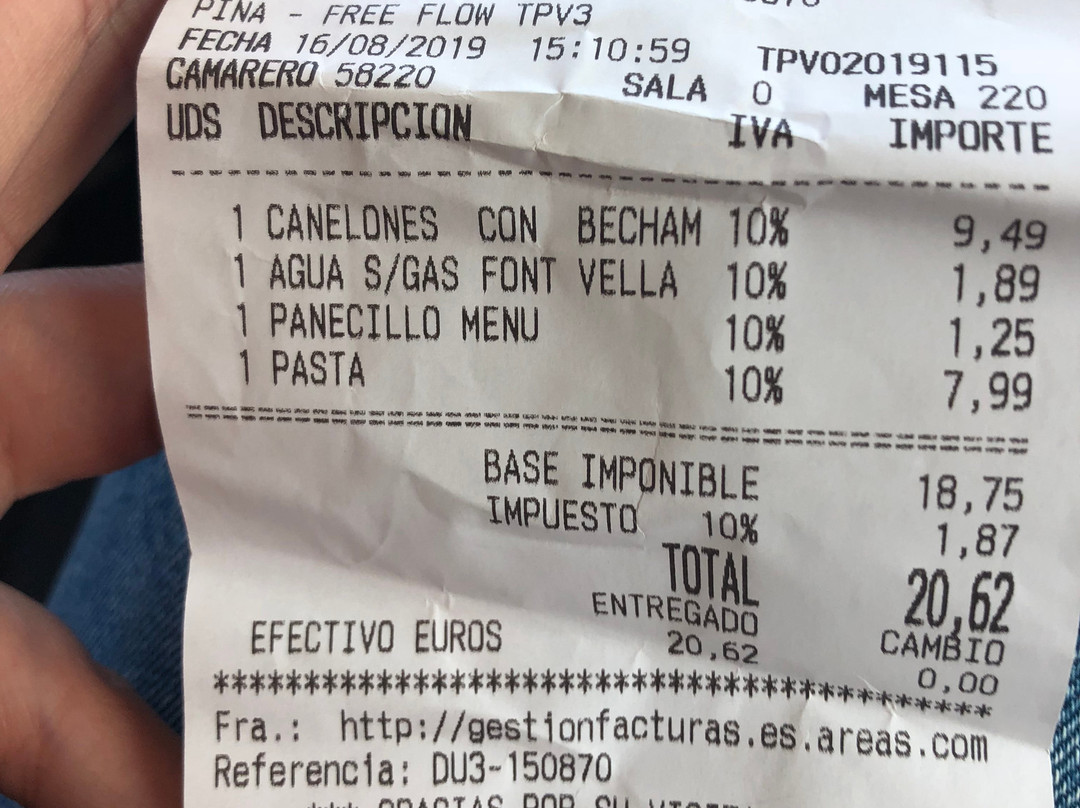 PINA - FREE FLOW TPV3
FECHA 16/08/2019 15:10:59 TPV02019115
CAMARERO 58220 SALA 0 MESA 220
UDS DESCRIPCION IVA IMPORTE
1 CANELONES CON BECHAM 10% 9,49
1 AGUA S/GAS FONT VELLA 10% 1,89
1 PANECILLO MENU 10% 1,25
1 PASTA 10% 7,99
BASE IMPONIBLE 18,75
IMPUESTO 10% 1,87
TOTAL 20,62
ENTREGADO CAMBIO
EFECTIVO EUROS 20,62 0,00
*******************************************
Fra.: http://gestionfacturas.es.areas.com
Referencia: DU3-150870
*** GRACIAS POR SU VISITA